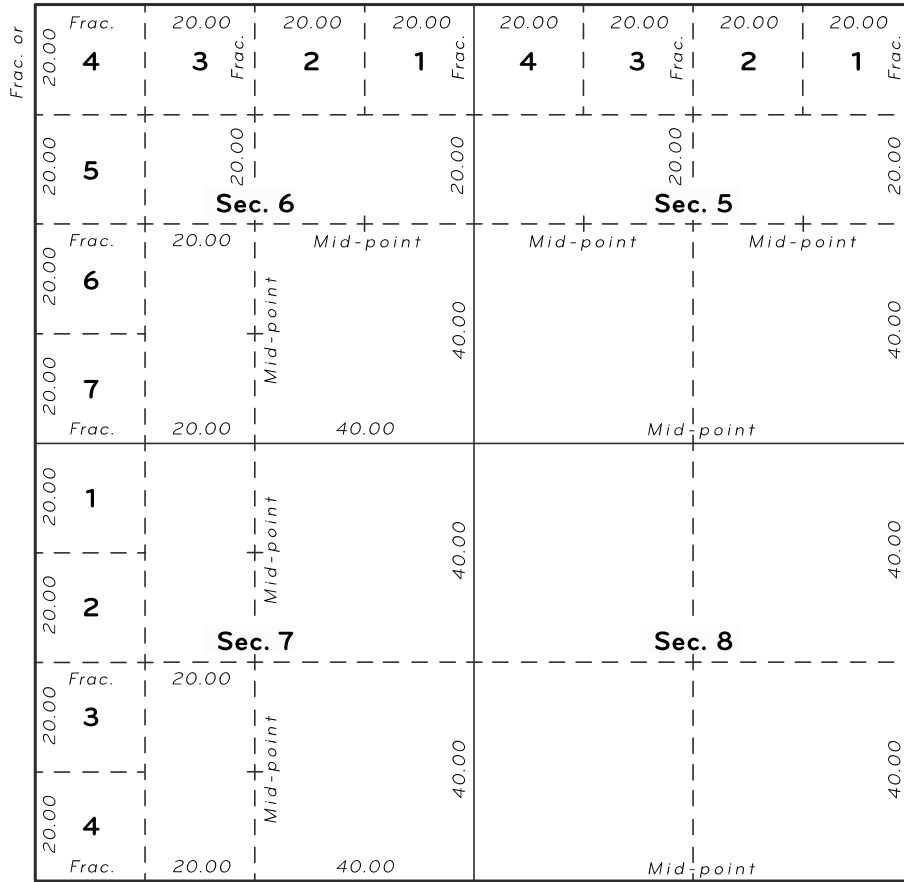 Frac. 20.00 20.00 20.00 20.00 20.00 20.00 20.00
Frac. or 20.00 4 3 Frac. 2 1 Frac. 4 3 Frac. 2 1 Frac.
20.00 5 20.00 20.00 20.00 20.00
Sec. 6 Sec. 5
Frac. 20.00 Mid-point Mid-point Mid-point
20.00 6 Mid-point 40.00 40.00
20.00 7
Frac. 20.00 40.00 Mid-point
20.00 1 Mid-point 40.00 40.00
20.00 2
Sec. 7 Sec. 8
Frac. 20.00
20.00 3 Mid-point 40.00 40.00
20.00 4
Frac. 20.00 40.00 Mid-point